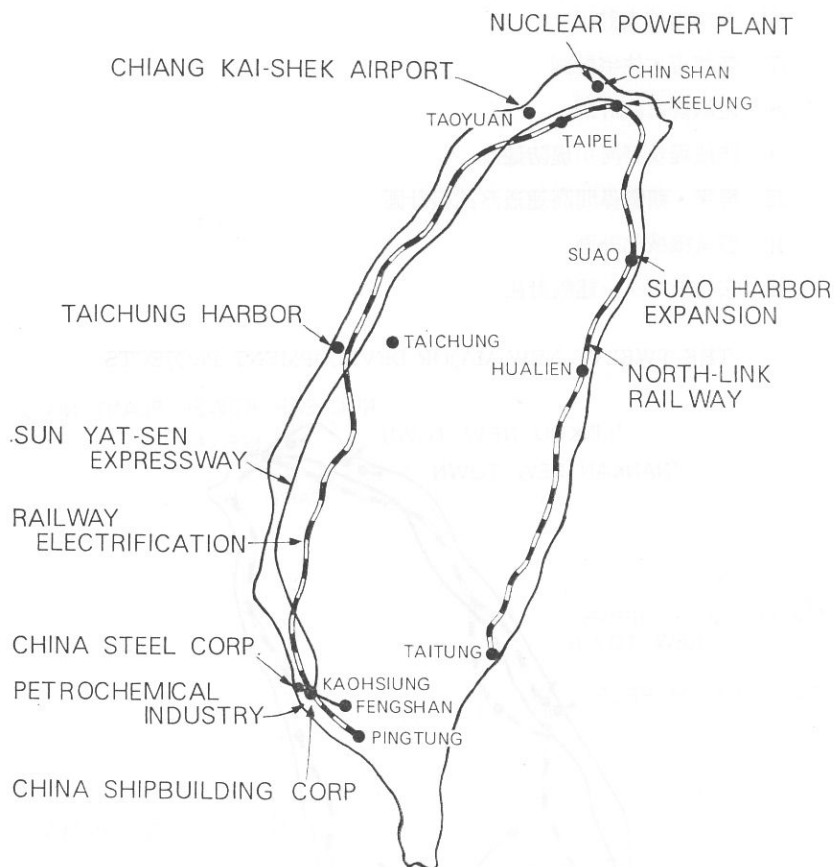 NUCLEAR POWER PLANT
CHIN SHAN
CHIANG KAI-SHEK AIRPORT
KEELUNG
TAOYUAN
TAIPEI
SUAO
SUAO HARBOR
EXPANSION
TAICHUNG HARBOR
TAICHUNG
HUALIEN
NORTH-LINK
RAILWAY
SUN YAT-SEN
EXPRESSWAY
RAILWAY
ELECTRIFICATION
TAITUNG
CHINA STEEL CORP.
KAOHSIUNG
PETROCHEMICAL
INDUSTRY
FENGSHAN
PINGTUNG
CHINA SHIPBUILDING CORP